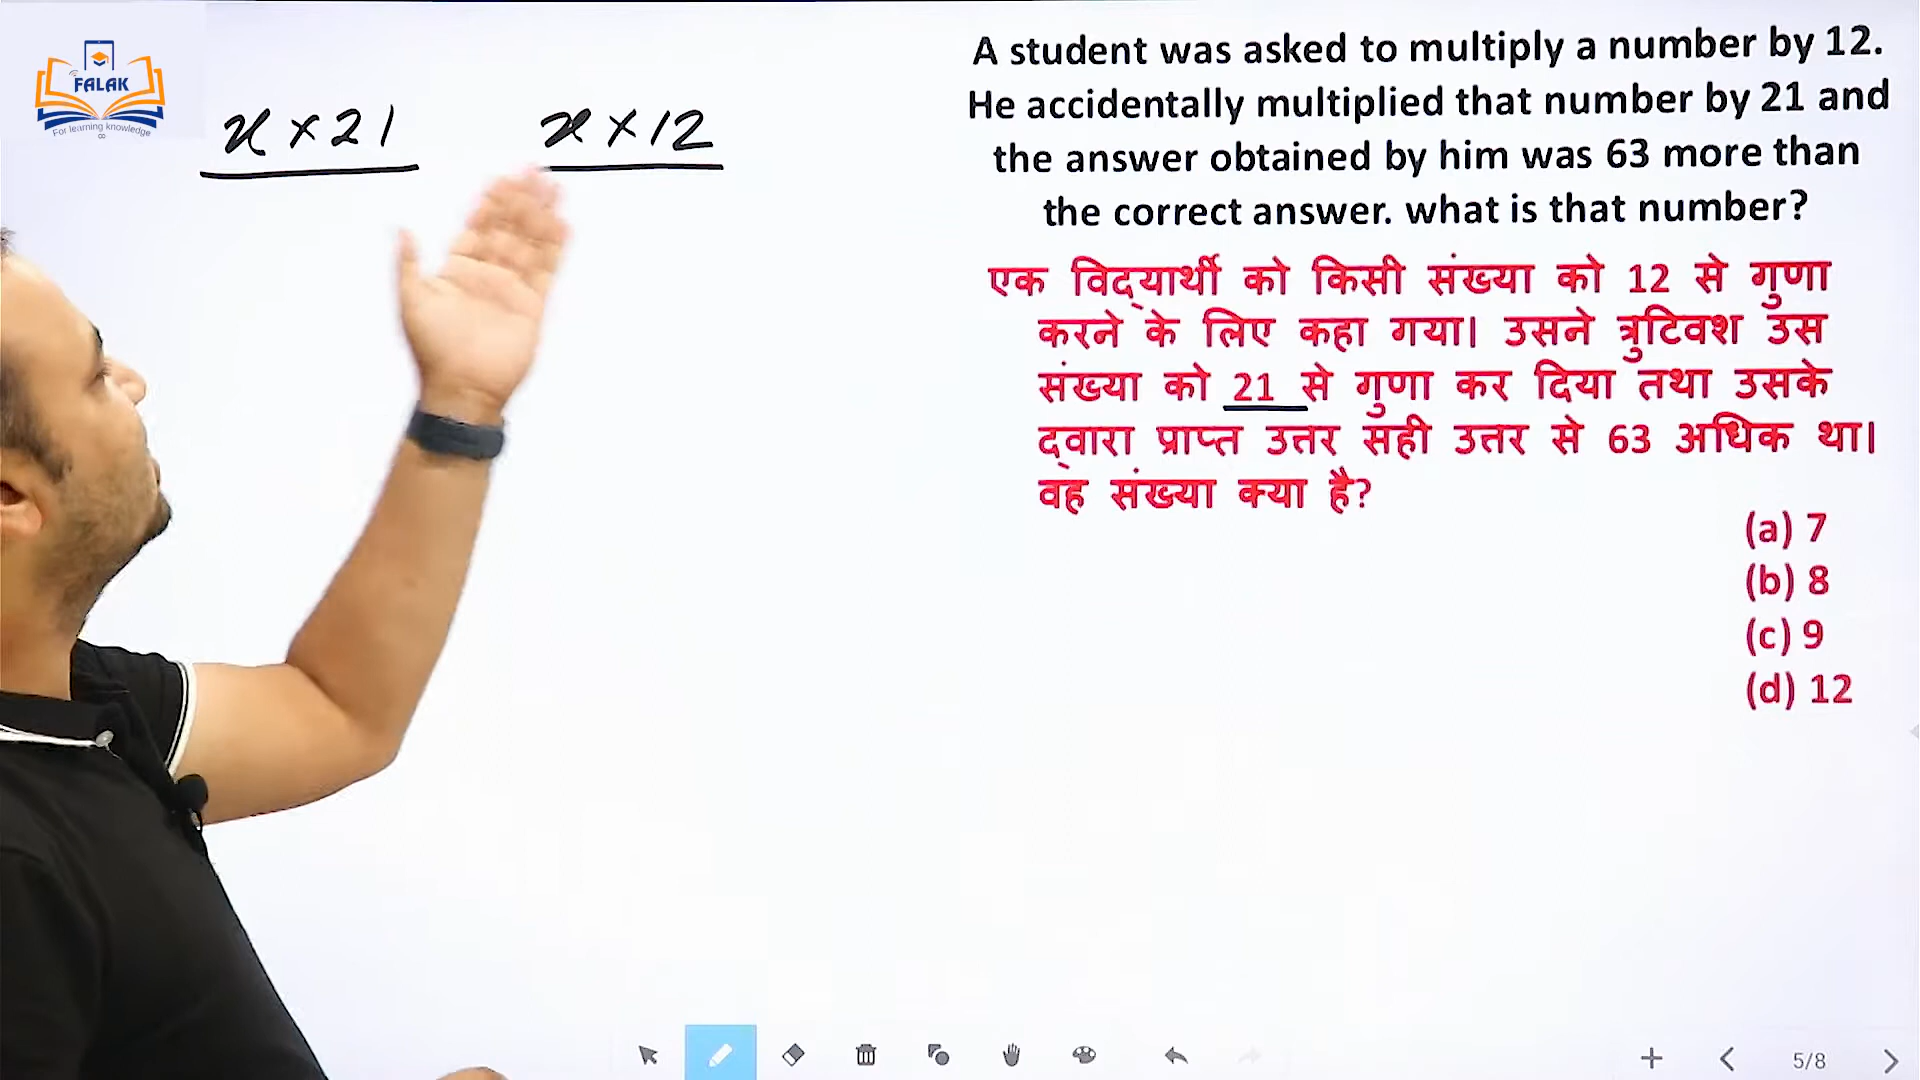 FALAK
For learning knowledge
x × 21
x × 12
A student was asked to multiply a number by 12.
He accidentally multiplied that number by 21 and
the answer obtained by him was 63 more than
the correct answer. what is that number?
एक विद्यार्थी को किसी संख्या को 12 से गुणा
करने के लिए कहा गया। उसने त्रुटिवश उस
संख्या को 21 से गुणा कर दिया तथा उसके
द्वारा प्राप्त उत्तर सही उत्तर से 63 अधिक था।
वह संख्या क्या है?
(a) 7
(b) 8
(c) 9
(d) 12
5/8